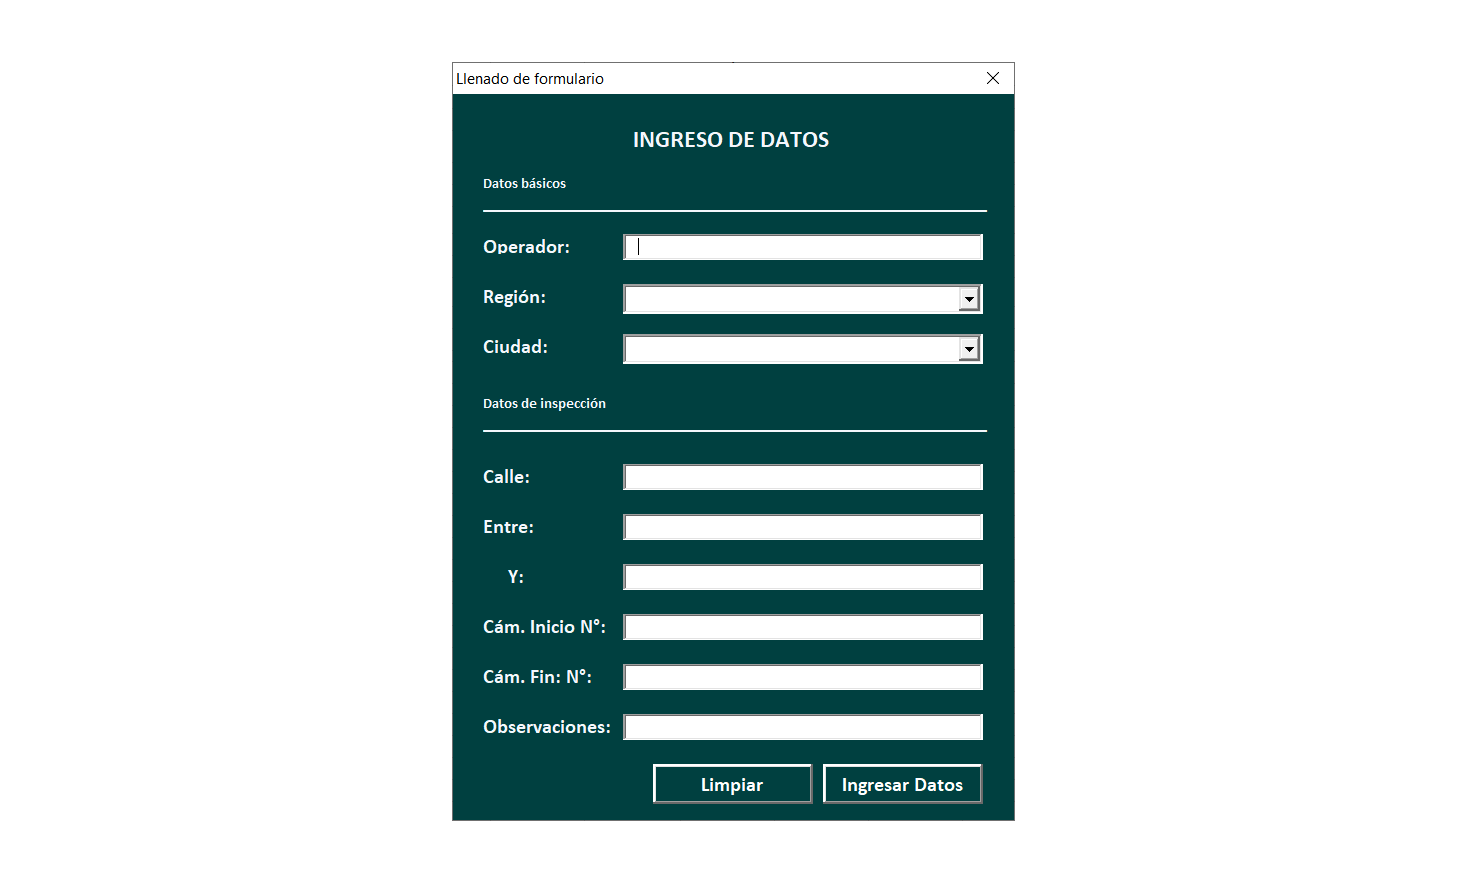 Llenado de formulario
INGRESO DE DATOS
Datos básicos
Operador:
Región:
Ciudad:
Datos de inspección
Calle:
Entre:
Y:
Cám. Inicio N°:
Cám. Fin: N°:
Observaciones:
Limpiar
Ingresar Datos